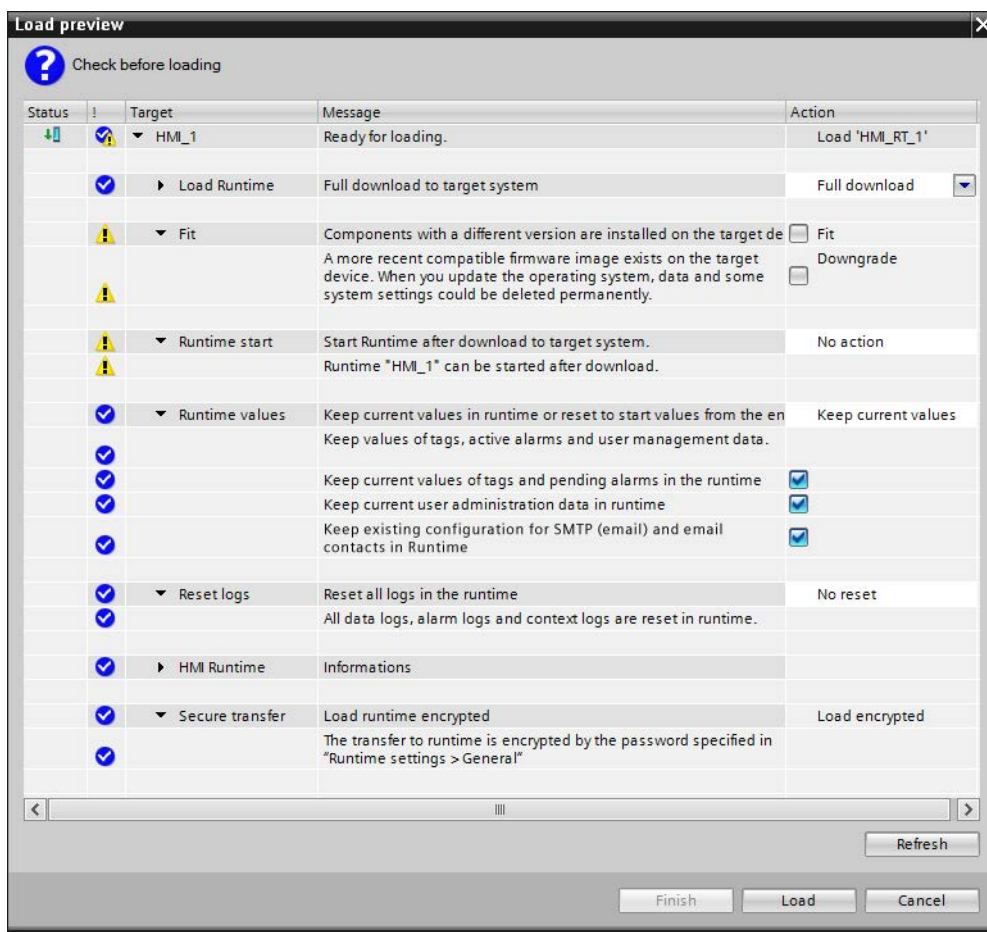 Load preview
Check before loading
Status ! Target Message Action
HMI_1 Ready for loading. Load 'HMI_RT_1'
Load Runtime Full download to target system Full download
Fit Components with a different version are installed on the target de Fit
A more recent compatible firmware image exists on the target Downgrade
device. When you update the operating system, data and some
system settings could be deleted permanently.
Runtime start Start Runtime after download to target system. No action
Runtime "HMI_1" can be started after download.
Runtime values Keep current values in runtime or reset to start values from the en Keep current values
Keep values of tags, active alarms and user management data.
Keep current values of tags and pending alarms in the runtime
Keep current user administration data in runtime
Keep existing configuration for SMTP (email) and email
contacts in Runtime
Reset logs Reset all logs in the runtime No reset
All data logs, alarm logs and context logs are reset in runtime.
HMI Runtime Informations
Secure transfer Load runtime encrypted Load encrypted
The transfer to runtime is encrypted by the password specified in
"Runtime settings > General"
Refresh
Finish Load Cancel